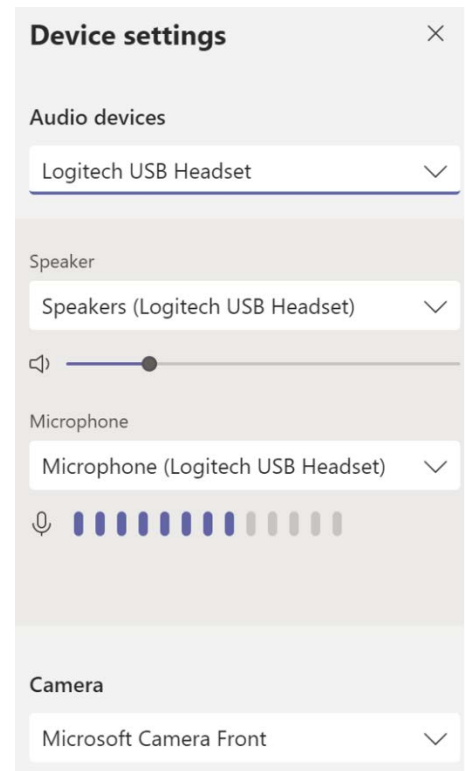 Device settings
Audio devices
Logitech USB Headset
Speaker
Speakers (Logitech USB Headset)
Microphone
Microphone (Logitech USB Headset)
Camera
Microsoft Camera Front